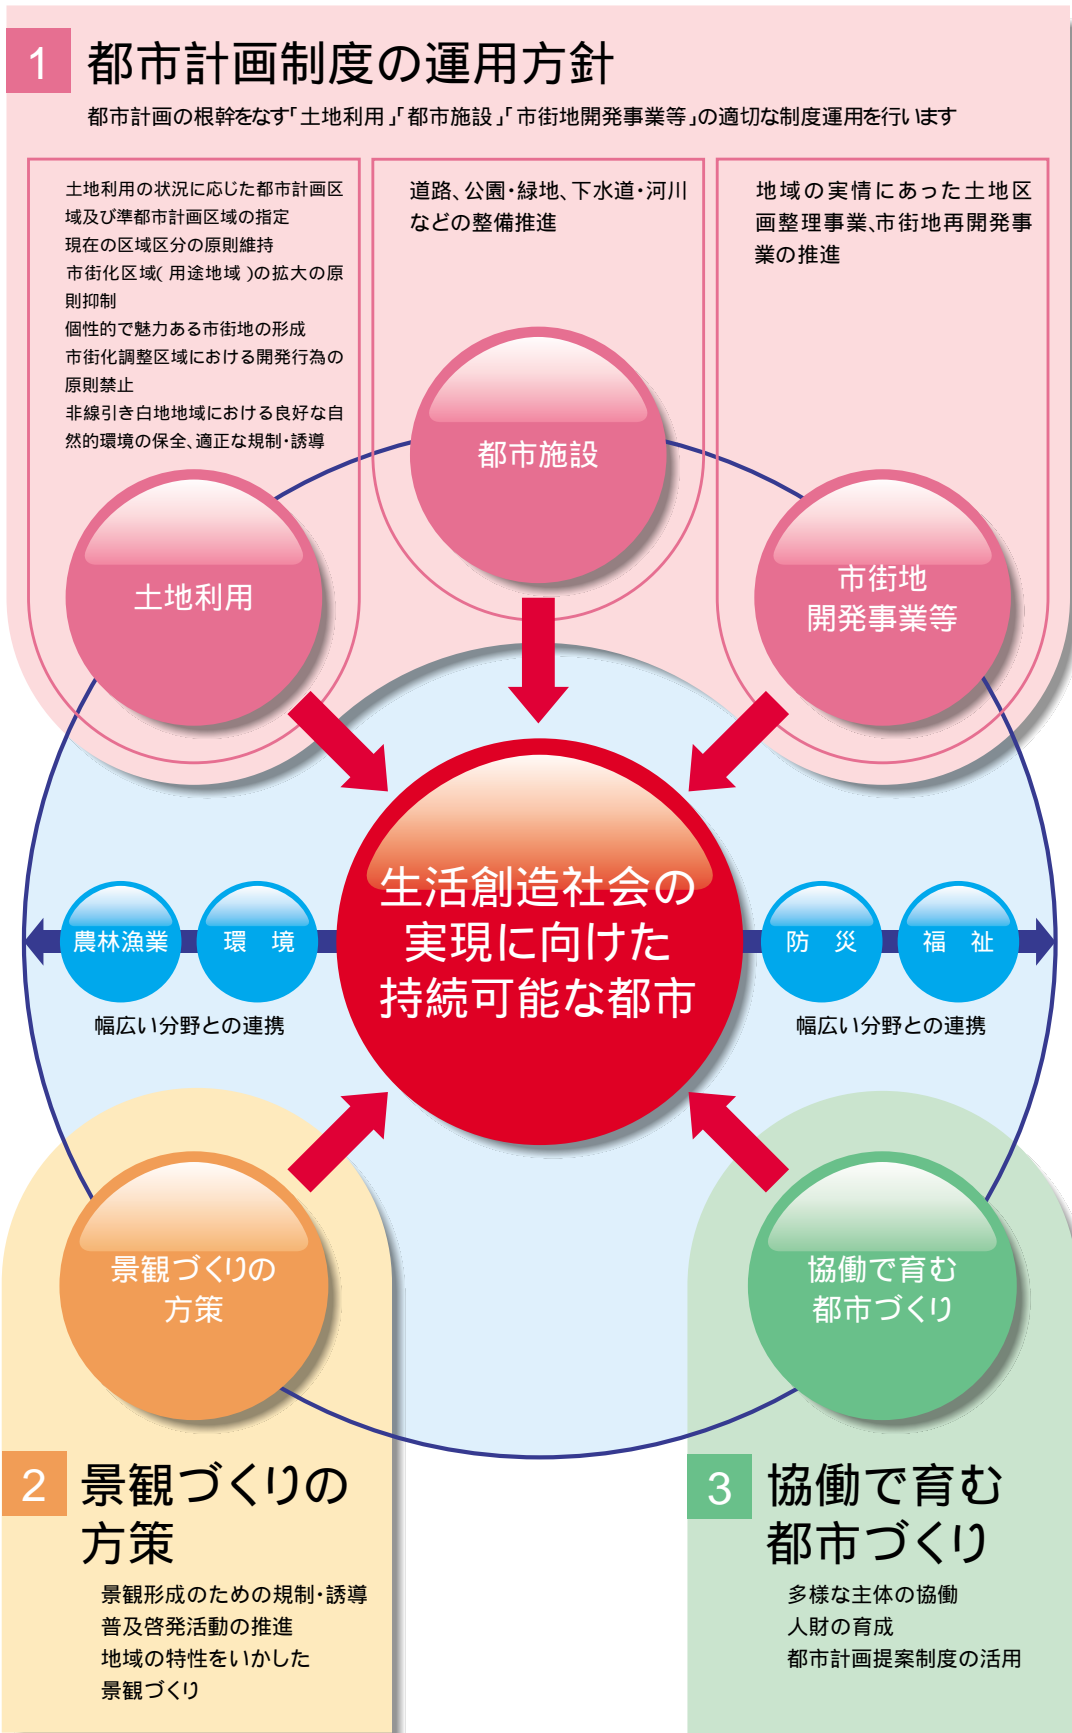 1 都市計画制度の運用方針
都市計画の根幹をなす「土地利用」「都市施設」「市街地開発事業等」の適切な制度運用を行います
土地利用の状況に応じた都市計画区
域及び準都市計画区域の指定
現在の区域区分の原則維持
市街化区域(用途地域)の拡大の原
則抑制
個性的で魅力ある市街地の形成
市街化調整区域における開発行為の
原則禁止
非線引き白地地域における良好な自
然的環境の保全、適正な規制・誘導
道路、公園・緑地、下水道・河川
などの整備推進
地域の実情にあった土地区
画整理事業、市街地再開発事
業の推進
土地利用
都市施設
市街地
開発事業等
生活創造社会の
実現に向けた
持続可能な都市
農林漁業
環 境
幅広い分野との連携
防 災
福 祉
幅広い分野との連携
景観づくりの
方策
協働で育む
都市づくり
2 景観づくりの
方策
景観形成のための規制・誘導
普及啓発活動の推進
地域の特性をいかした
景観づくり
3 協働で育む
都市づくり
多様な主体の協働
人財の育成
都市計画提案制度の活用